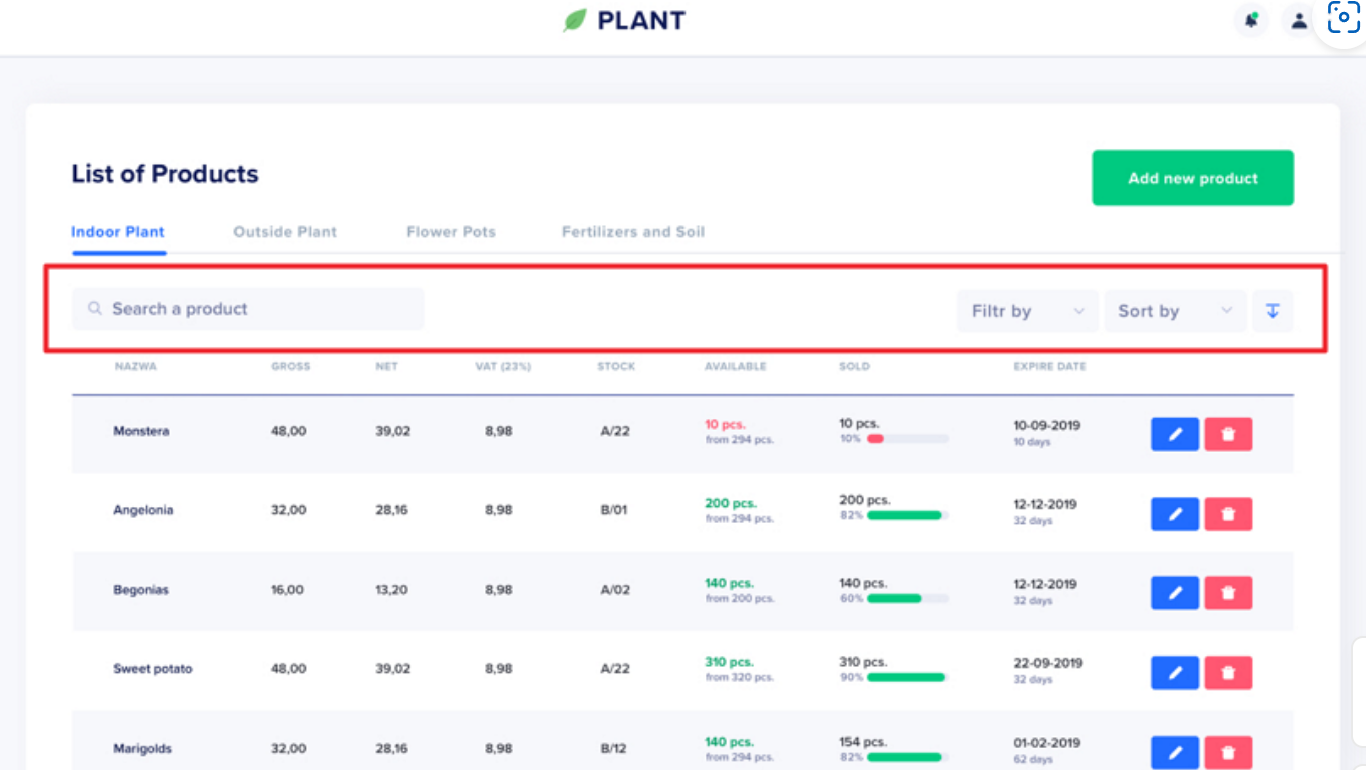 PLANT
List of Products
Add new product
Indoor Plant Outside Plant Flower Pots Fertilizers and Soil
Search a product Filtr by Sort by
NAZWA GROSS NET VAT (23%) STOCK AVAILABLE SOLD EXPIRE DATE
Monstera 48,00 39,02 8,98 A/22 10 pcs. 10 pcs. 10-09-2019
from 294 pcs. 10% 10 days
Angelonia 32,00 28,16 8,98 B/01 200 pcs. 200 pcs. 12-12-2019
from 294 pcs. 82% 32 days
Begonias 16,00 13,20 8,98 A/02 140 pcs. 140 pcs. 12-12-2019
from 200 pcs. 60% 32 days
Sweet potato 48,00 39,02 8,98 A/22 310 pcs. 310 pcs. 22-09-2019
from 320 pcs. 90% 32 days
Marigolds 32,00 28,16 8,98 B/12 140 pcs. 154 pcs. 01-02-2019
from 294 pcs. 82% 62 days